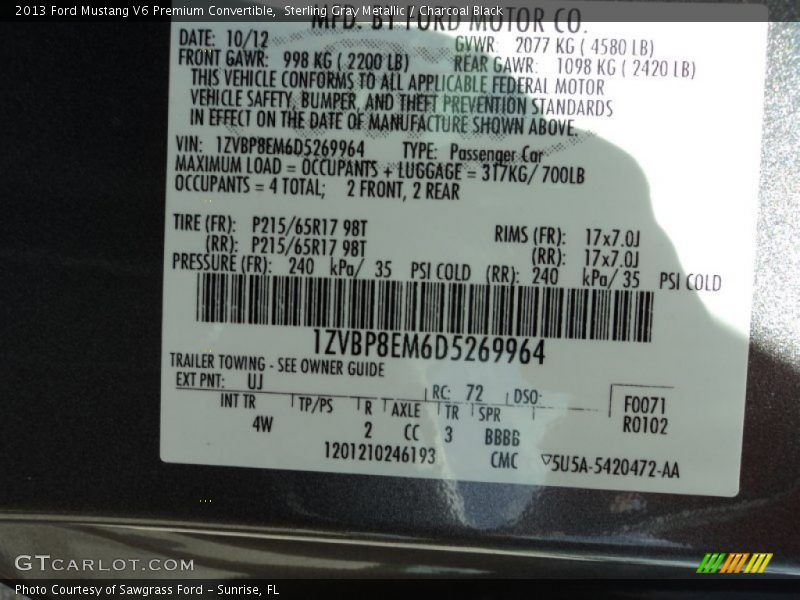 2013 Ford Mustang V6 Premium Convertible, Sterling Gray Metallic / Charcoal Black
MFD. BY FORD MOTOR CO.
DATE: 10/12 GVWR: 2077 KG ( 4580 LB)
FRONT GAWR: 998 KG ( 2200 LB) REAR GAWR: 1098 KG ( 2420 LB)
THIS VEHICLE CONFORMS TO ALL APPLICABLE FEDERAL MOTOR
VEHICLE SAFETY, BUMPER, AND THEFT PREVENTION STANDARDS
IN EFFECT ON THE DATE OF MANUFACTURE SHOWN ABOVE.
VIN: 1ZVBP8EM6D5269964 TYPE: Passenger Car
MAXIMUM LOAD = OCCUPANTS + LUGGAGE = 317KG/ 700LB
OCCUPANTS = 4 TOTAL; 2 FRONT, 2 REAR
TIRE (FR): P215/65R17 98T RIMS (FR): 17x7.0J
(RR): P215/65R17 98T (RR): 17x7.0J
PRESSURE (FR): 240 kPa/ 35 PSI COLD (RR): 240 kPa/ 35 PSI COLD
1ZVBP8EM6D5269964
TRAILER TOWING - SEE OWNER GUIDE
EXT PNT: UJ RC: 72 DSO:
INT TR TP/PS R AXLE TR SPR F0071
4W 2 CC 3 BBBG R0102
1201210246193 CMC 5U5A-5420472-AA
GTCARLOT.COM
Photo Courtesy of Sawgrass Ford - Sunrise, FL